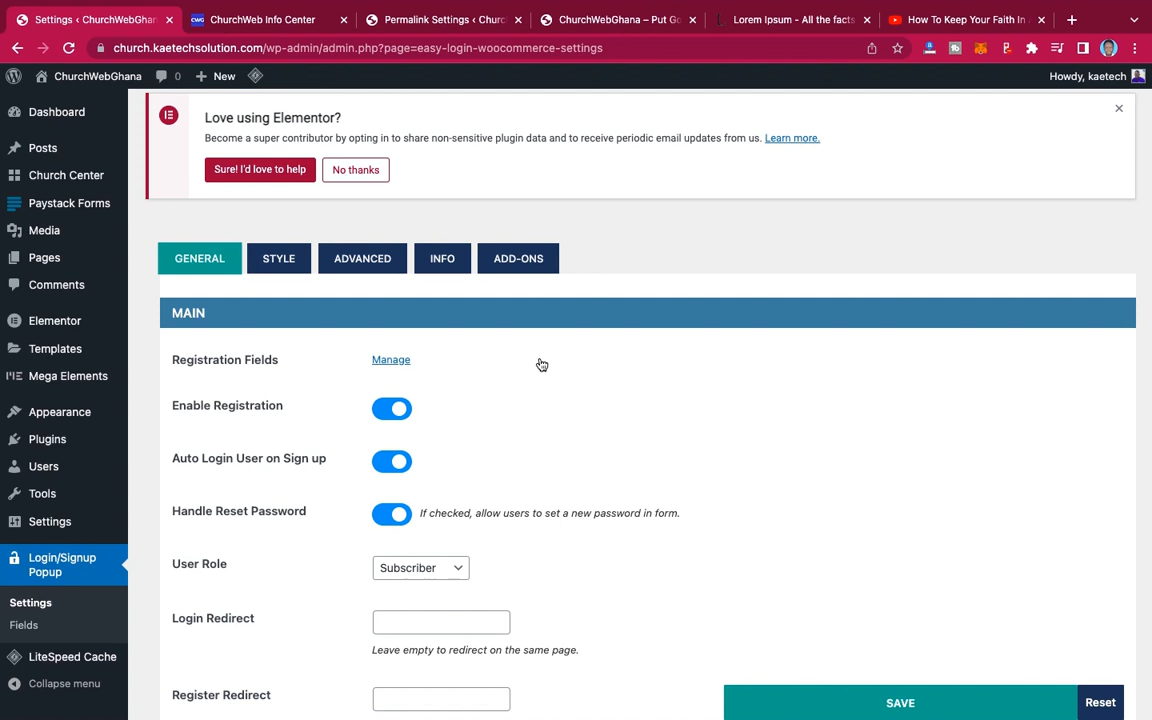 Settings ‹ ChurchWebGhan
ChurchWeb Info Center
Permalink Settings ‹ Churc
ChurchWebGhana – Put Go
Lorem Ipsum - All the facts
How To Keep Your Faith In
church.kaetechsolution.com/wp-admin/admin.php?page=easy-login-woocommerce-settings
ChurchWebGhana
0
New
Howdy, kaetech
Dashboard
Posts
Church Center
Paystack Forms
Media
Pages
Comments
Elementor
Templates
Mega Elements
Appearance
Plugins
Users
Tools
Settings
Login/Signup
Popup
Settings
Fields
LiteSpeed Cache
Collapse menu
Love using Elementor?
Become a super contributor by opting in to share non-sensitive plugin data and to receive periodic email updates from us. Learn more.
Sure! I'd love to help
No thanks
GENERAL
STYLE
ADVANCED
INFO
ADD-ONS
MAIN
Registration Fields
Manage
Enable Registration
Auto Login User on Sign up
Handle Reset Password
If checked, allow users to set a new password in form.
User Role
Subscriber
Login Redirect
Leave empty to redirect on the same page.
Register Redirect
SAVE
Reset